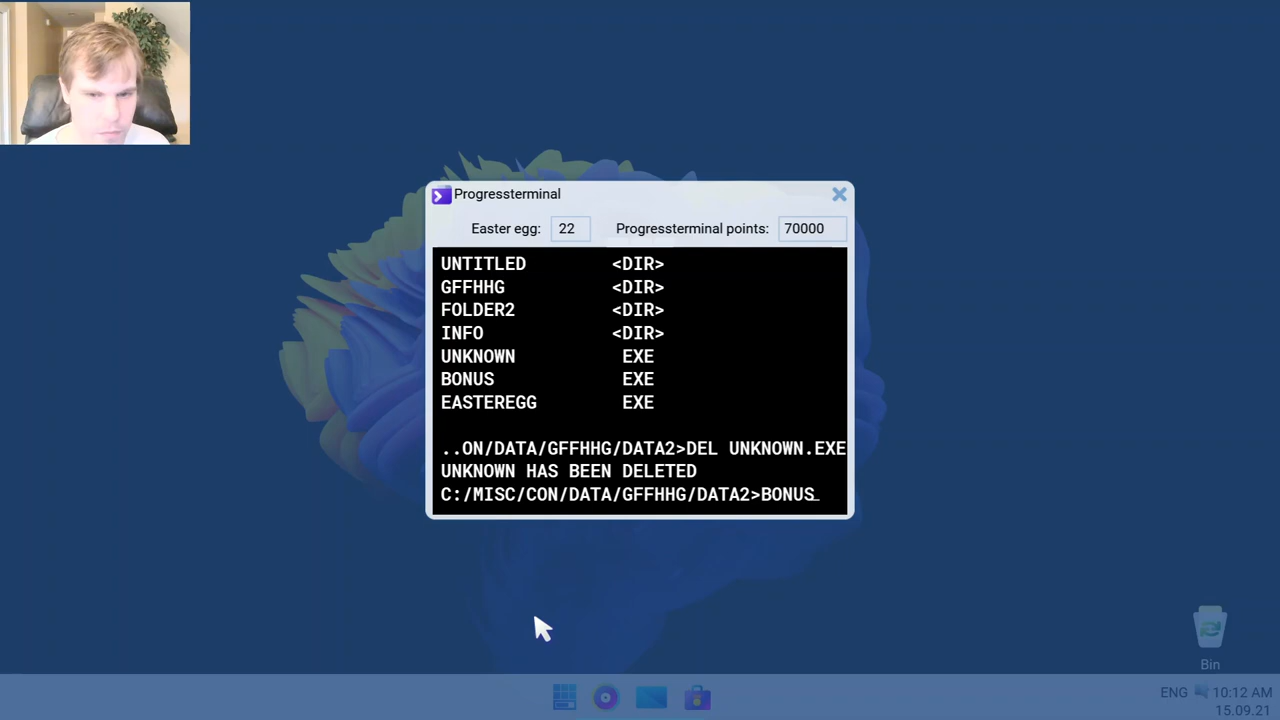 Progressterminal
Easter egg: 22 Progressterminal points: 70000
UNTITLED <DIR>
GFFHHG <DIR>
FOLDER2 <DIR>
INFO <DIR>
UNKNOWN EXE
BONUS EXE
EASTEREGG EXE
..ON/DATA/GFFHHG/DATA2>DEL UNKNOWN.EXE
UNKNOWN HAS BEEN DELETED
C:/MISC/CON/DATA/GFFHHG/DATA2>BONUS_
Bin
ENG 10:12 AM
15.09.21